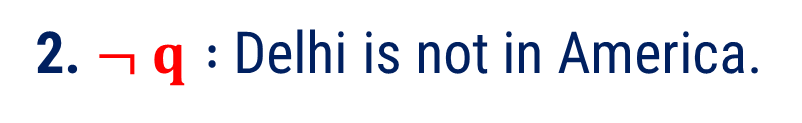 2. ¬ q : Delhi is not in America.